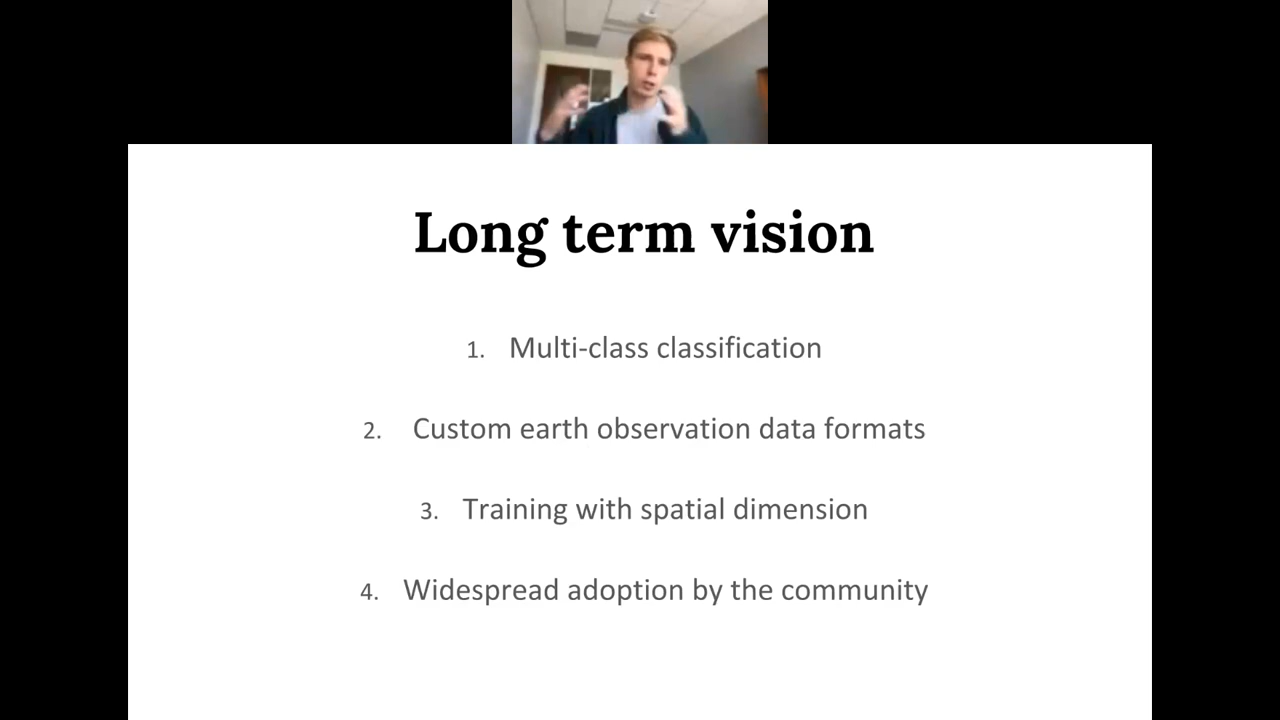 Long term vision
1. Multi-class classification
2. Custom earth observation data formats
3. Training with spatial dimension
4. Widespread adoption by the community